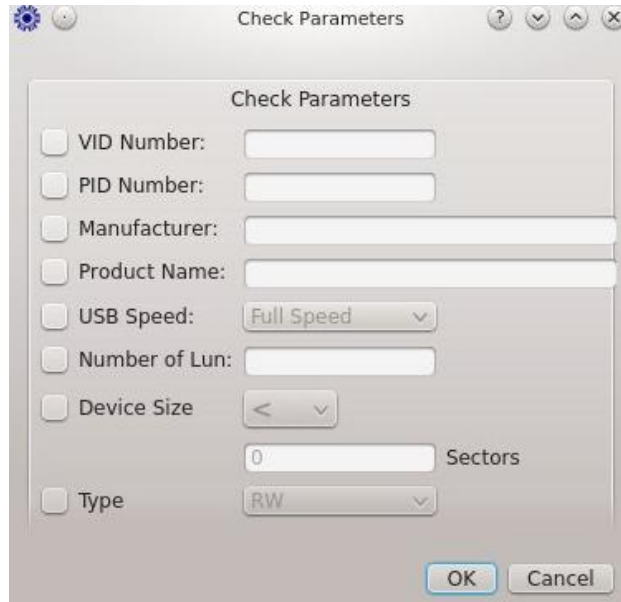 Check Parameters
Check Parameters
VID Number:
PID Number:
Manufacturer:
Product Name:
USB Speed: Full Speed
Number of Lun:
Device Size <
0 Sectors
Type RW
OK Cancel